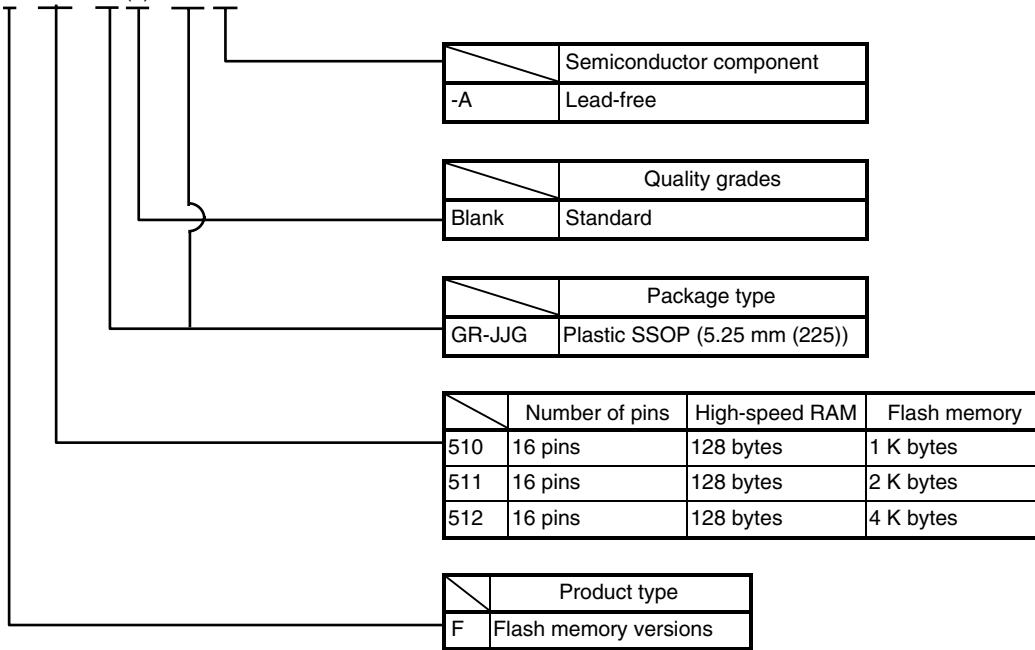 Semiconductor component
-A Lead-free
Quality grades
Blank Standard
Package type
GR-JJG Plastic SSOP (5.25 mm (225))
Number of pins High-speed RAM Flash memory
510 16 pins 128 bytes 1 K bytes
511 16 pins 128 bytes 2 K bytes
512 16 pins 128 bytes 4 K bytes
Product type
F Flash memory versions